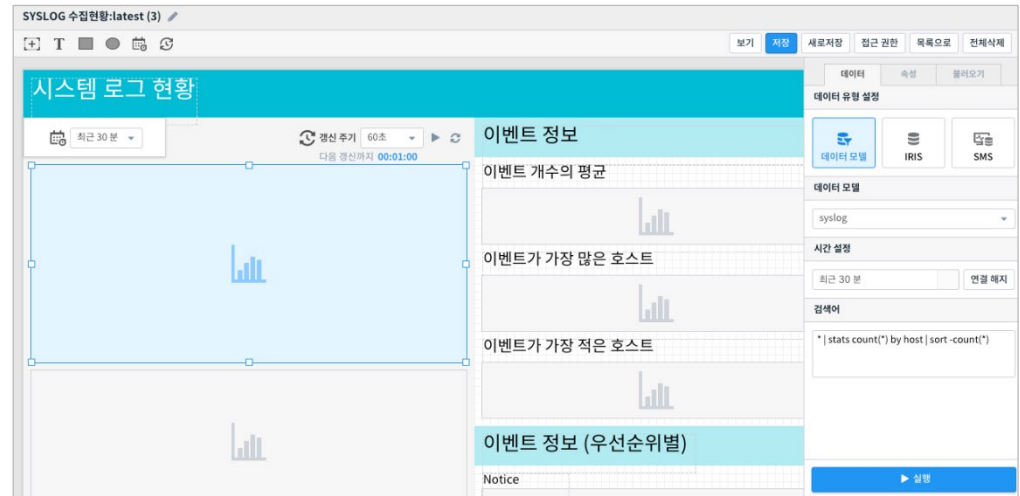 SYSLOG 수집현황:latest (3)
T
보기 저장 새로저장 접근 권한 목록으로 전체삭제
시스템 로그 현황
최근 30 분
갱신 주기 60초
다음 갱신까지 00:01:00
이벤트 정보
이벤트 개수의 평균
이벤트가 가장 많은 호스트
이벤트가 가장 적은 호스트
이벤트 정보 (우선순위별)
Notice
데이터 속성 불러오기
데이터 유형 설정
데이터 모델 IRIS SMS
데이터 모델
syslog
시간 설정
최근 30 분 연결 해지
검색어
* | stats count(*) by host | sort -count(*)
실행